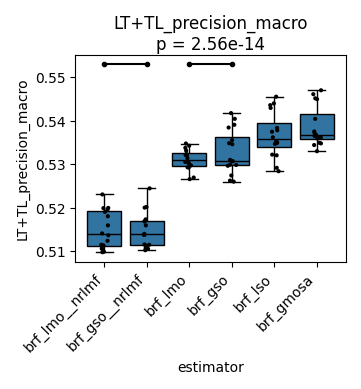 LT+TL_precision_macro
p = 2.56e-14
LT+TL_precision_macro
0.55
0.54
0.53
0.52
0.51
brf_lmo__nrlmf
brf_gso__nrlmf
brf_lmo
brf_gso
brf_lso
brf_gmosa
estimator